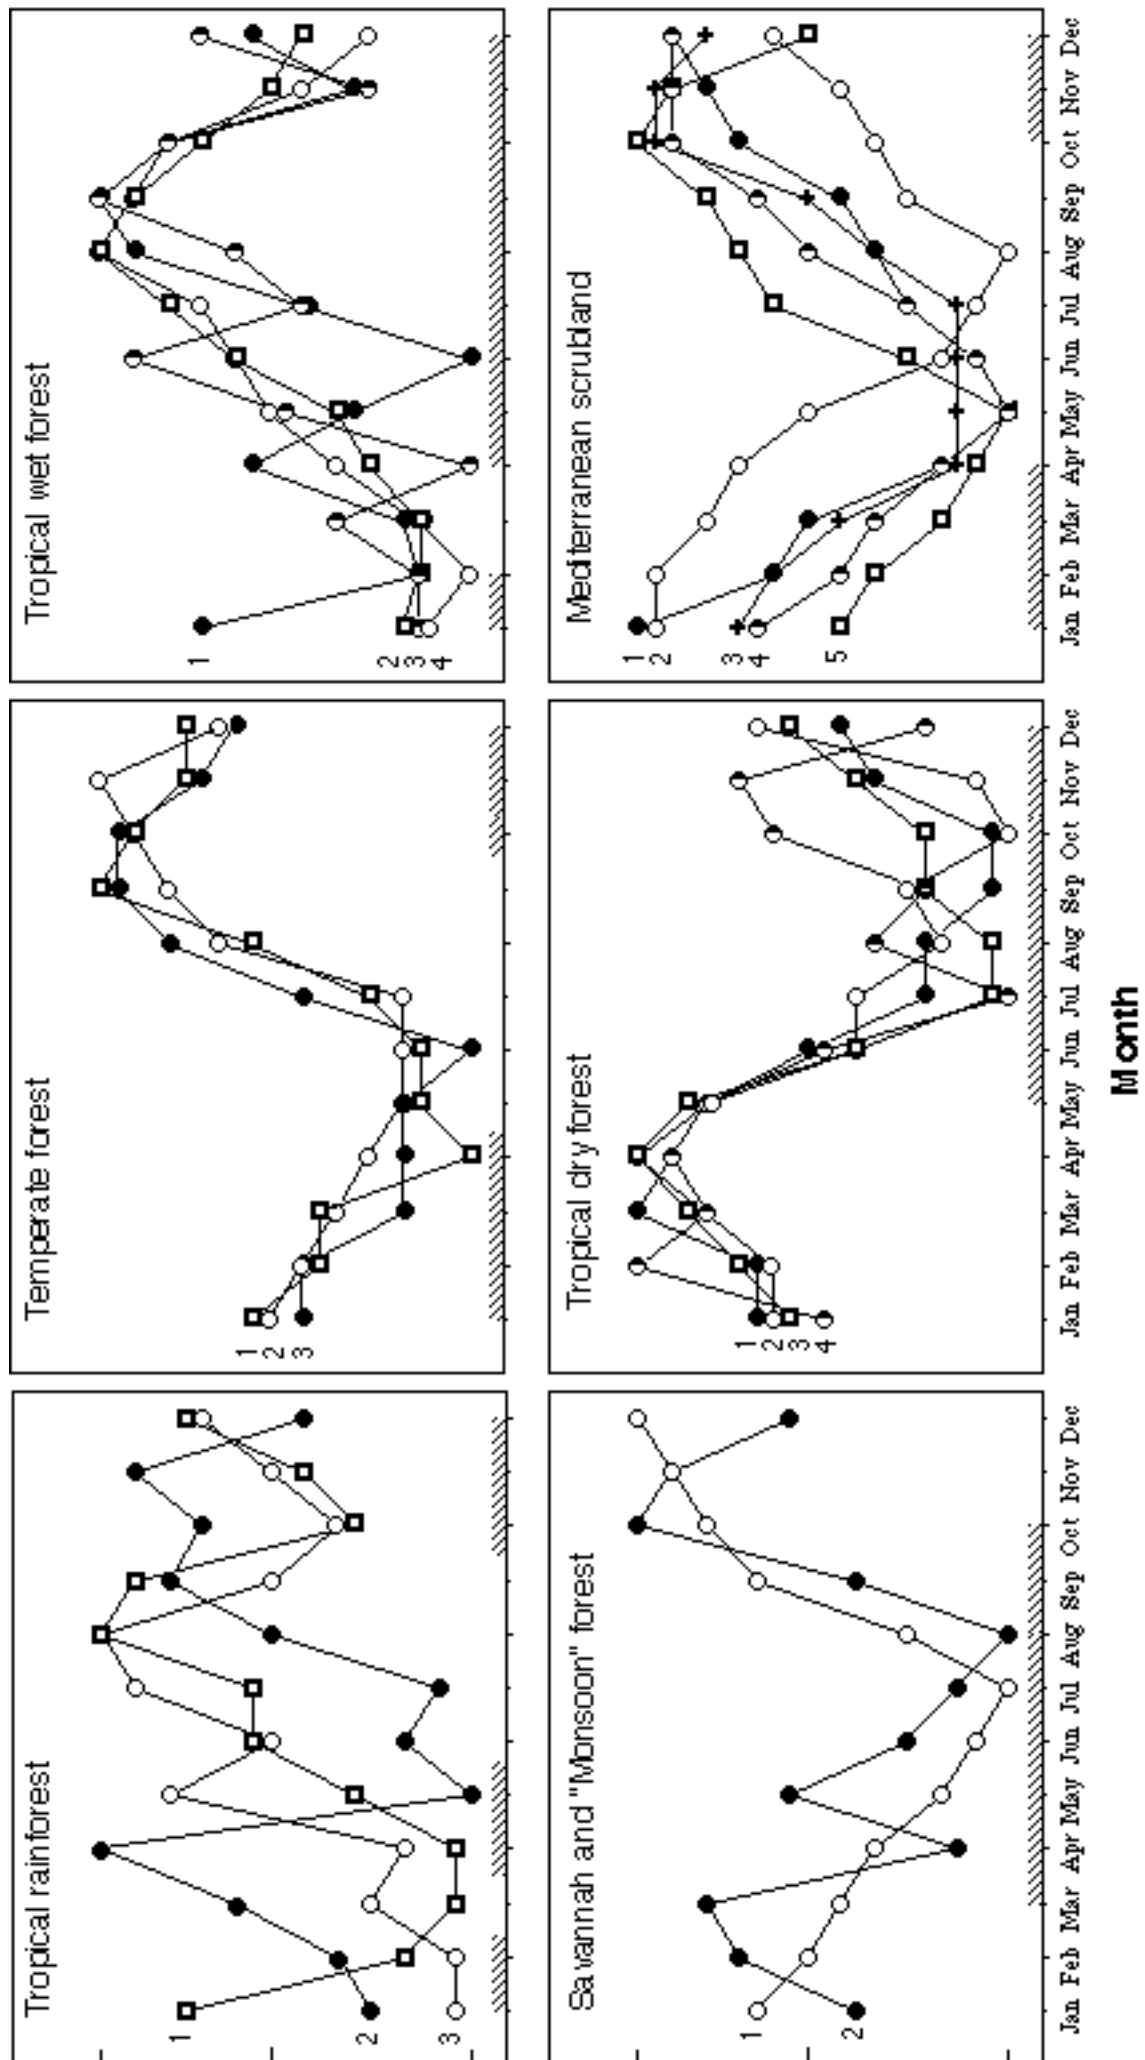 Tropical rainforest
1
2
3
Temperate forest
1
2
3
Tropical wet forest
1
2
3
4
Savannah and "Monsoon" forest
1
2
Jan Feb Mar Apr May Jun Jul Aug Sep Oct Nov Dec
Tropical dry forest
1
2
3
4
Jan Feb Mar Apr May Jun Jul Aug Sep Oct Nov Dec
Mediterranean scrubland
1
2
3
4
5
Jan Feb Mar Apr May Jun Jul Aug Sep Oct Nov Dec
Month